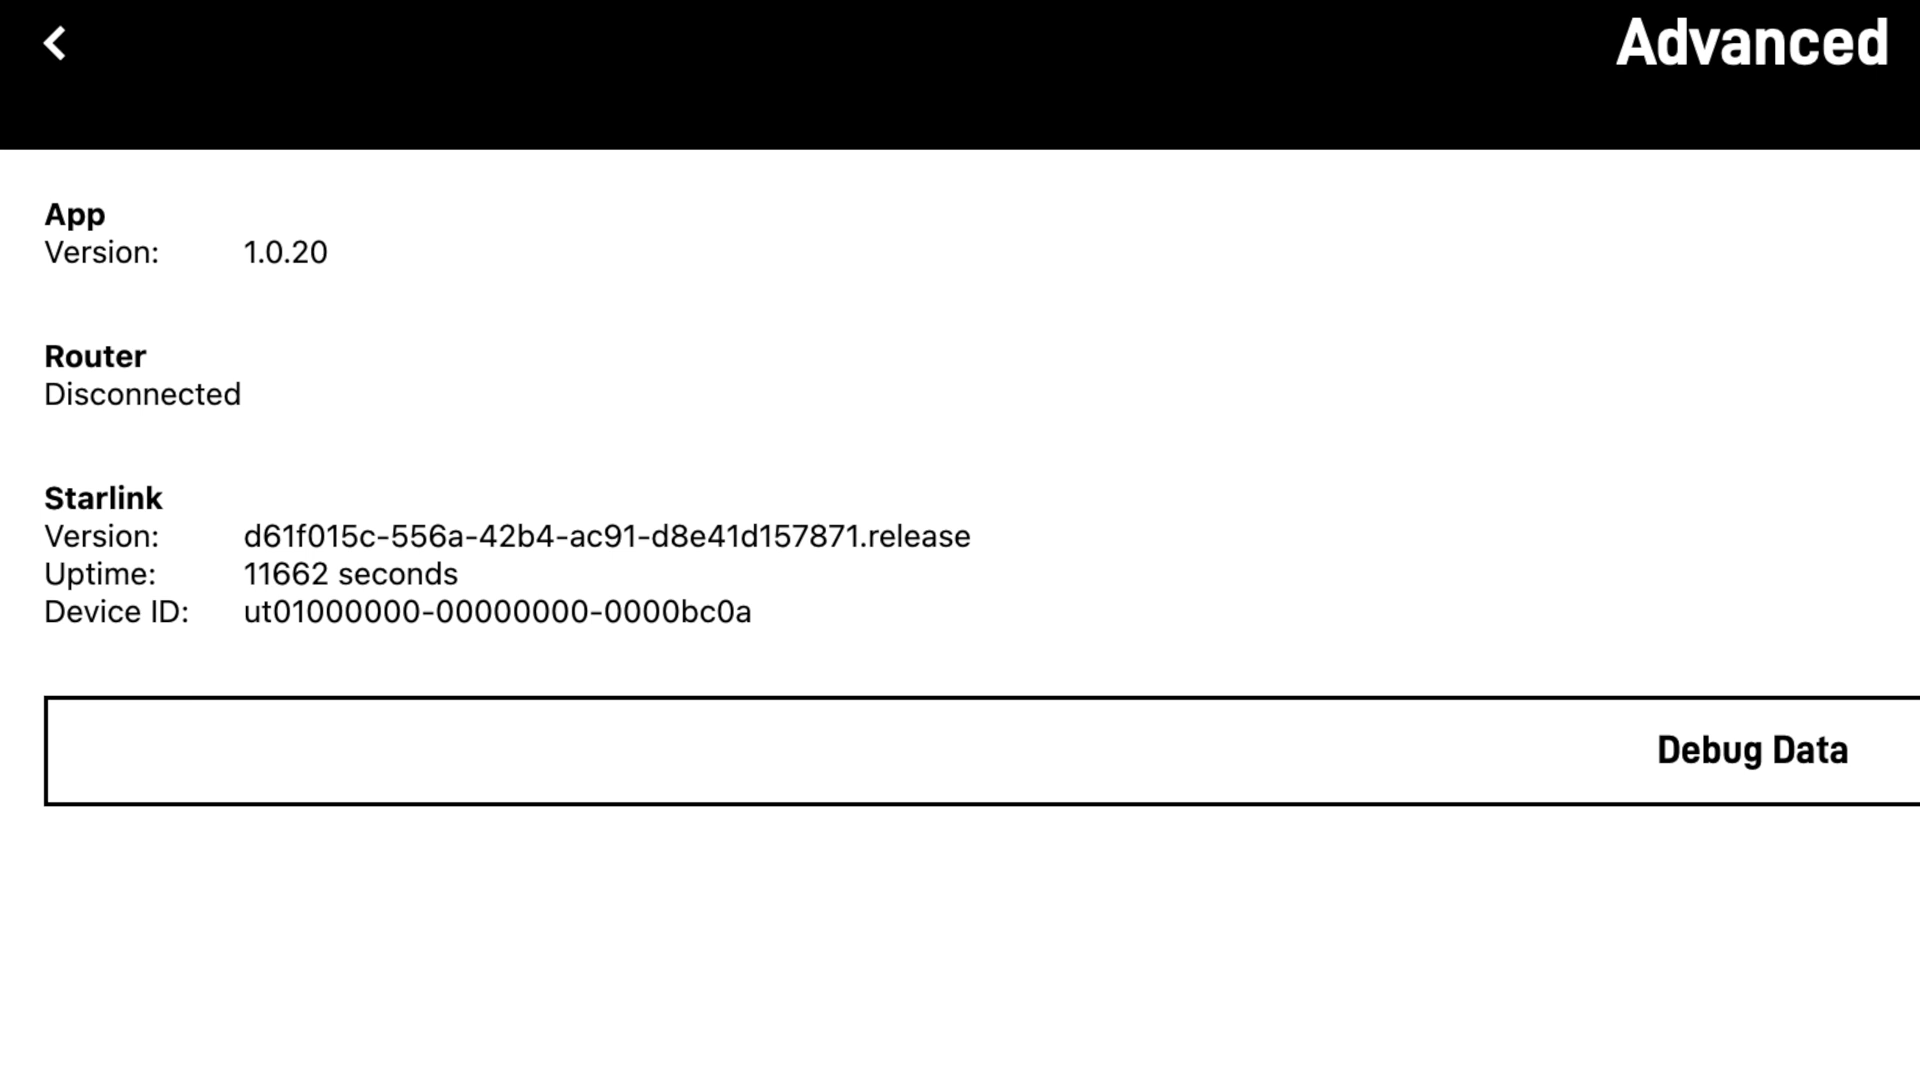 Advanced
App
Version: 1.0.20
Router
Disconnected
Starlink
Version: d61f015c-556a-42b4-ac91-d8e41d157871.release
Uptime: 11662 seconds
Device ID: ut01000000-00000000-0000bc0a
Debug Data